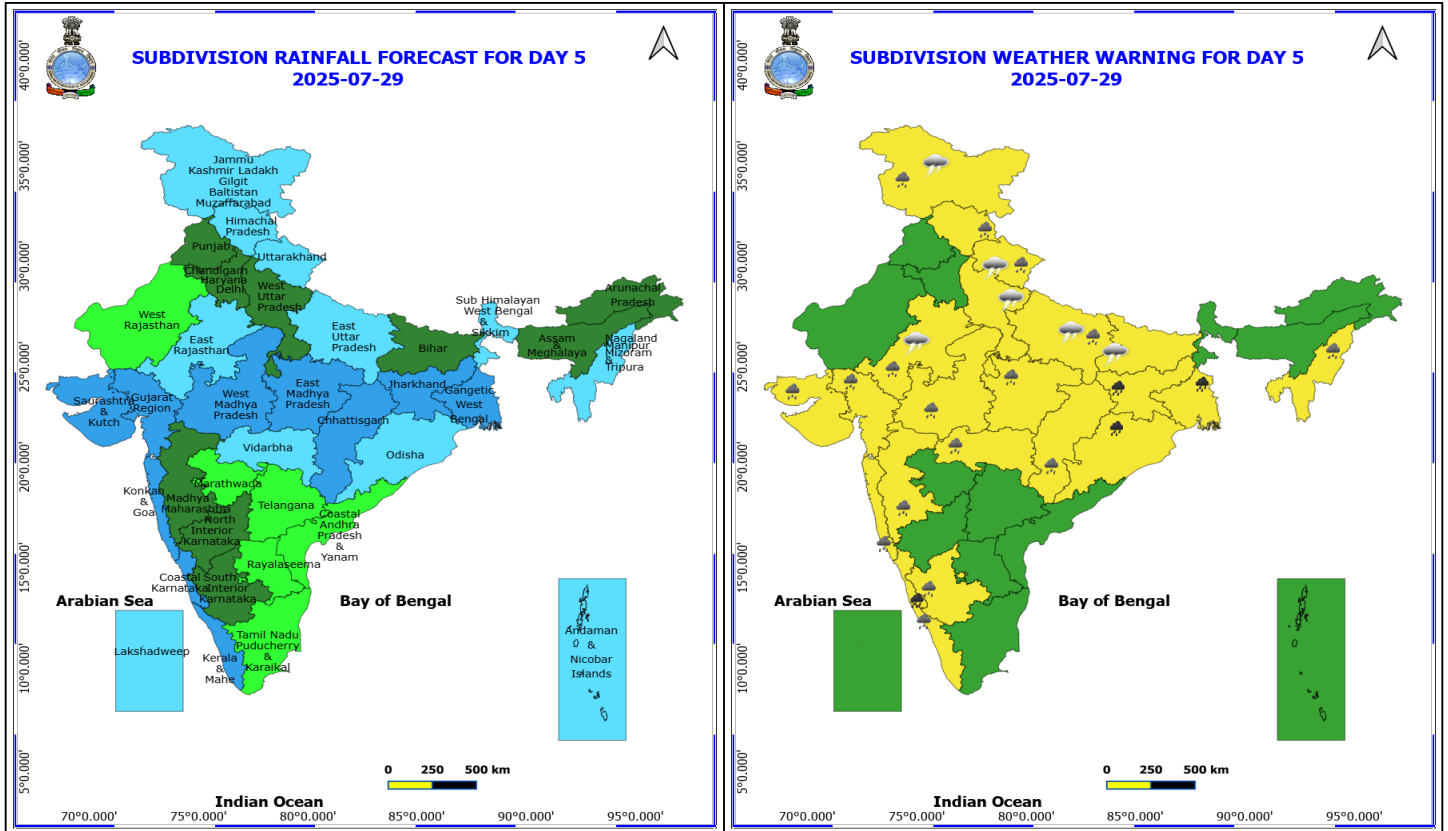 SUBDIVISION RAINFALL FORECAST FOR DAY 5
2025-07-29
40°0.000'
35°0.000'
30°0.000'
25°0.000'
20°0.000'
15°0.000'
10°0.000'
5°0.000'
Jammu
Kashmir Ladakh
Gilgit
Baltistan
Muzaffarabad
Himachal
Pradesh
Punjab
Uttarakhand
Chandigarh
Haryana
Delhi
West
Uttar
Pradesh
Arunachal
Pradesh
West
Rajasthan
East
Rajasthan
East
Uttar
Pradesh
Sub Himalayan
West Bengal
&
Sikkim
Bihar
Assam
&
Meghalaya
Nagaland
Manipur
Mizoram
&
Tripura
Saurashtra
&
Kutch
Gujarat
Region
West
Madhya
Pradesh
East
Madhya
Pradesh
Jharkhand
Gangetic
West
Bengal
Chhattisgarh
Vidarbha
Odisha
Konkan
&
Goa
Madhya
Maharashtra
Marathwada
Telangana
North
Interior
Karnataka
Coastal
Andhra
Pradesh
&
Yanam
Rayalaseema
Coastal
Karnataka
South
Interior
Karnataka
Arabian Sea
Bay of Bengal
Lakshadweep
Kerala
&
Mahe
Tamil Nadu
Puducherry
&
Karaikal
Andaman
&
Nicobar
Islands
0 250 500 km
Indian Ocean
70°0.000' 75°0.000' 80°0.000' 85°0.000' 90°0.000' 95°0.000'
SUBDIVISION WEATHER WARNING FOR DAY 5
2025-07-29
40°0.000'
35°0.000'
30°0.000'
25°0.000'
20°0.000'
15°0.000'
10°0.000'
5°0.000'
Arabian Sea
Bay of Bengal
0 250 500 km
Indian Ocean
70°0.000' 75°0.000' 80°0.000' 85°0.000' 90°0.000' 95°0.000'